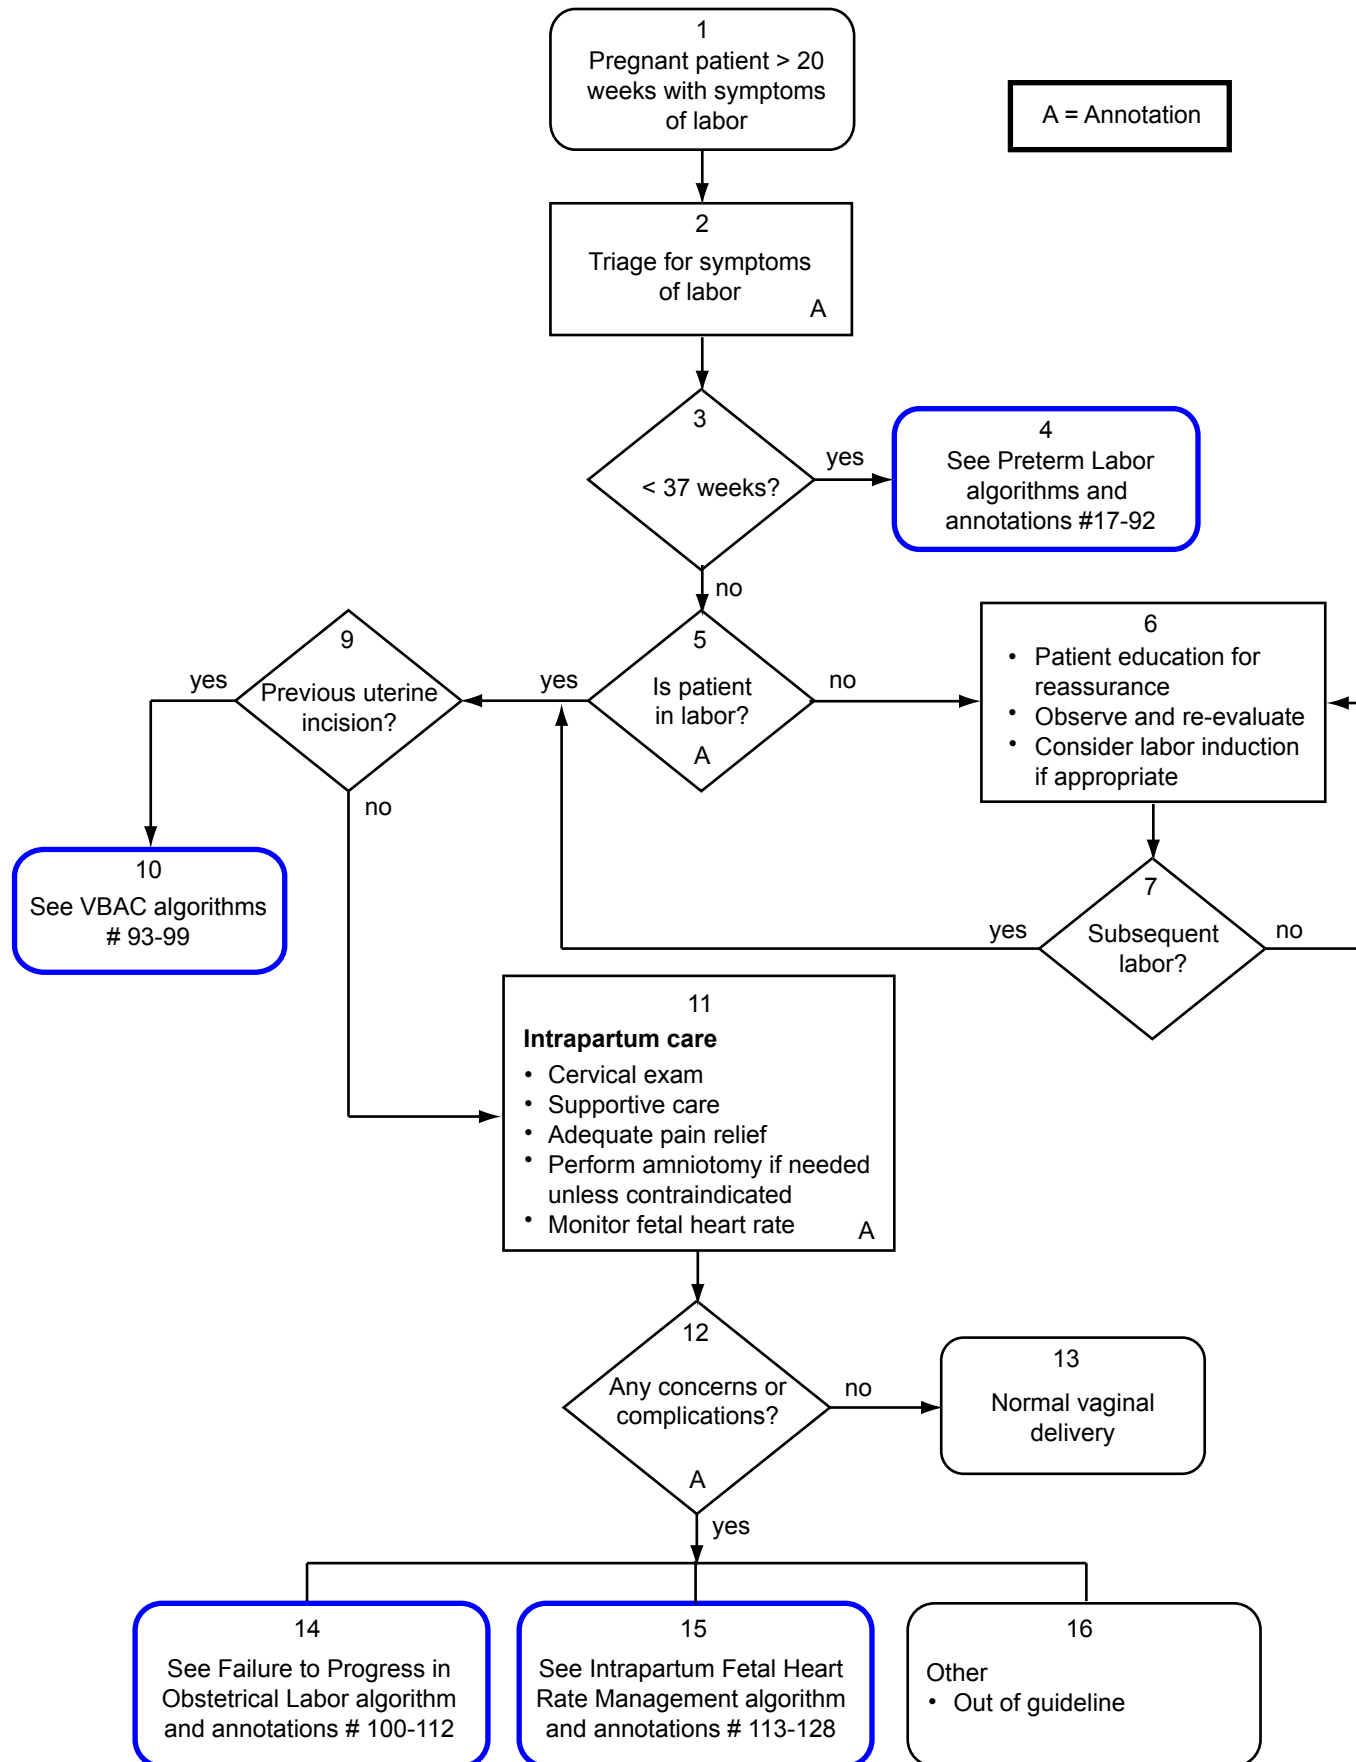 1
Pregnant patient > 20
weeks with symptoms
of labor
A = Annotation
2
Triage for symptoms
of labor
A
3
< 37 weeks?
yes
4
See Preterm Labor
algorithms and
annotations #17-92
no
5
Is patient
in labor?
A
no
6
• Patient education for
reassurance
• Observe and re-evaluate
• Consider labor induction
if appropriate
yes
9
Previous uterine
incision?
yes
no
10
See VBAC algorithms
# 93-99
7
Subsequent
labor?
yes
no
11
Intrapartum care
• Cervical exam
• Supportive care
• Adequate pain relief
• Perform amniotomy if needed
unless contraindicated
• Monitor fetal heart rate
A
12
Any concerns or
complications?
A
no
13
Normal vaginal
delivery
yes
14
See Failure to Progress in
Obstetrical Labor algorithm
and annotations # 100-112
15
See Intrapartum Fetal Heart
Rate Management algorithm
and annotations # 113-128
16
Other
• Out of guideline